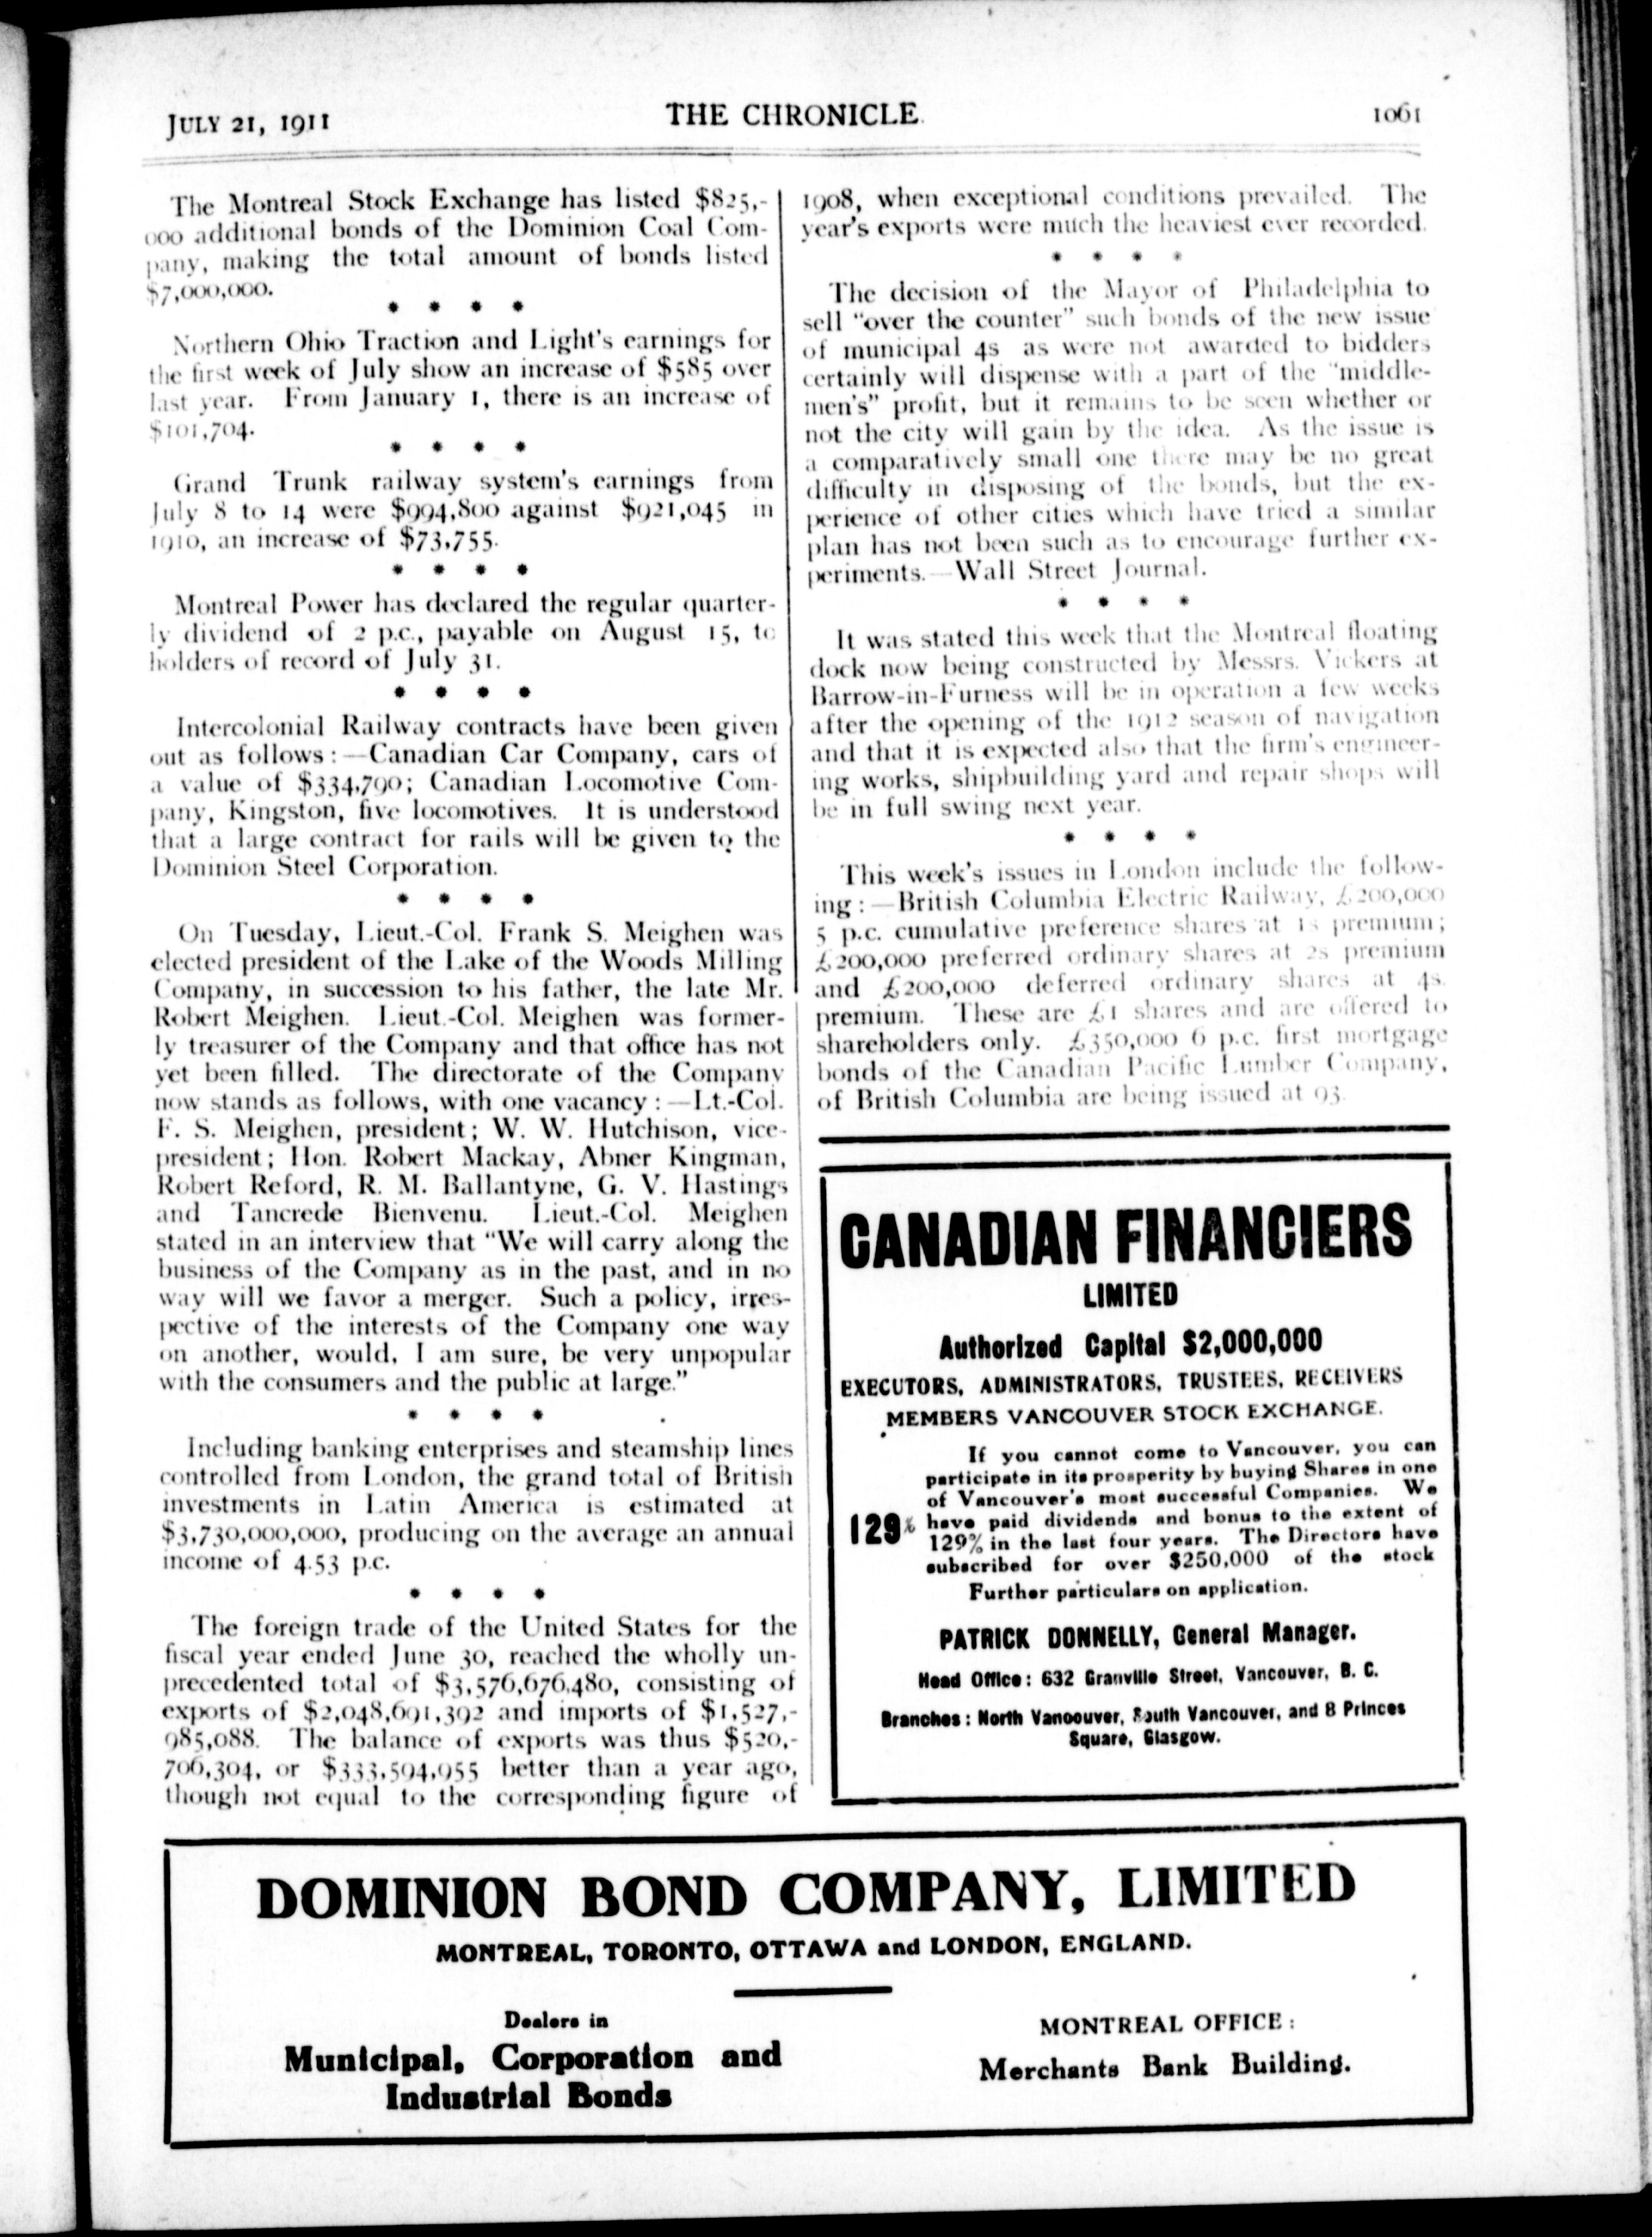 JULY 21, 1911
THE CHRONICLE.
1061
The Montreal Stock Exchange has listed $825,-
000 additional bonds of the Dominion Coal Com-
pany, making the total amount of bonds listed
$7,000,000.
* * * *
Northern Ohio Traction and Light's earnings for
the first week of July show an increase of $585 over
last year. From January 1, there is an increase of
$101,704.
* * * *
Grand Trunk railway system's earnings from
July 8 to 14 were $994,800 against $921,045 in
1910, an increase of $73,755.
* * * *
Montreal Power has declared the regular quarter-
ly dividend of 2 p.c., payable on August 15, to
holders of record of July 31.
* * * *
Intercolonial Railway contracts have been given
out as follows:—Canadian Car Company, cars of
a value of $334,790; Canadian Locomotive Com-
pany, Kingston, five locomotives. It is understood
that a large contract for rails will be given to the
Dominion Steel Corporation.
* * * *
On Tuesday, Lieut.-Col. Frank S. Meighen was
elected president of the Lake of the Woods Milling
Company, in succession to his father, the late Mr.
Robert Meighen. Lieut.-Col. Meighen was former-
ly treasurer of the Company and that office has not
yet been filled. The directorate of the Company
now stands as follows, with one vacancy:—Lt.-Col.
F. S. Meighen, president; W. W. Hutchison, vice-
president; Hon. Robert Mackay, Abner Kingman,
Robert Reford, R. M. Ballantyne, G. V. Hastings
and Tancrede Bienvenu. Lieut.-Col. Meighen
stated in an interview that "We will carry along the
business of the Company as in the past, and in no
way will we favor a merger. Such a policy, irres-
pective of the interests of the Company one way
on another, would, I am sure, be very unpopular
with the consumers and the public at large."
* * * *
Including banking enterprises and steamship lines
controlled from London, the grand total of British
investments in Latin America is estimated at
$3,730,000,000, producing on the average an annual
income of 4.53 p.c.
* * * *
The foreign trade of the United States for the
fiscal year ended June 30, reached the wholly un-
precedented total of $3,576,676,480, consisting of
exports of $2,048,691,392 and imports of $1,527,-
985,088. The balance of exports was thus $520,-
706,304, or $333,594,955 better than a year ago,
though not equal to the corresponding figure of
1908, when exceptional conditions prevailed. The
year's exports were much the heaviest ever recorded.
* * * *
The decision of the Mayor of Philadelphia to
sell "over the counter" such bonds of the new issue
of municipal 4s as were not awarded to bidders
certainly will dispense with a part of the "middle-
men's" profit, but it remains to be seen whether or
not the city will gain by the idea. As the issue is
a comparatively small one there may be no great
difficulty in disposing of the bonds, but the ex-
perience of other cities which have tried a similar
plan has not been such as to encourage further ex-
periments.—Wall Street Journal.
* * * *
It was stated this week that the Montreal floating
dock now being constructed by Messrs. Vickers at
Barrow-in-Furness will be in operation a few weeks
after the opening of the 1912 season of navigation
and that it is expected also that the firm's engineer-
ing works, shipbuilding yard and repair shops will
be in full swing next year.
* * * *
This week's issues in London include the follow-
ing:—British Columbia Electric Railway, £200,000
5 p.c. cumulative preference shares at 1s premium;
£200,000 preferred ordinary shares at 2s premium
and £200,000 deferred ordinary shares at 4s.
premium. These are £1 shares and are offered to
shareholders only. £350,000 6 p.c. first mortgage
bonds of the Canadian Pacific Lumber Company,
of British Columbia are being issued at 93.
CANADIAN FINANCIERS
LIMITED
Authorized Capital $2,000,000
EXECUTORS, ADMINISTRATORS, TRUSTEES, RECEIVERS
MEMBERS VANCOUVER STOCK EXCHANGE.
If you cannot come to Vancouver, you can
participate in its prosperity by buying Shares in one
of Vancouver's most successful Companies. We
129% have paid dividends and bonus to the extent of
129% in the last four years. The Directors have
subscribed for over $250,000 of the stock
Further particulars on application.
PATRICK DONNELLY, General Manager.
Head Office: 632 Granville Street, Vancouver, B. C.
Branches: North Vancouver, South Vancouver, and 8 Princes
Square, Glasgow.
DOMINION BOND COMPANY, LIMITED
MONTREAL, TORONTO, OTTAWA and LONDON, ENGLAND.
Dealers in
Municipal, Corporation and
Industrial Bonds
MONTREAL OFFICE:
Merchants Bank Building.